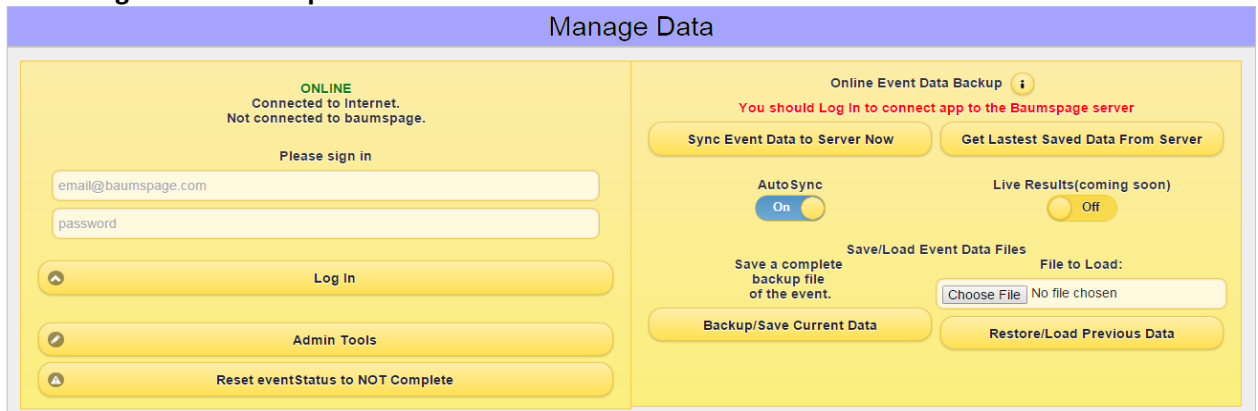 Manage Data
ONLINE
Connected to Internet.
Not connected to baumspage.
Please sign in
email@baumspage.com
password
Log In
Admin Tools
Reset eventStatus to NOT Complete
Online Event Data Backup i
You should Log In to connect app to the Baumspage server
Sync Event Data to Server Now
Get Lastest Saved Data From Server
AutoSync
On
Live Results(coming soon)
Off
Save/Load Event Data Files
Save a complete
backup file
of the event.
File to Load:
Choose File No file chosen
Backup/Save Current Data
Restore/Load Previous Data